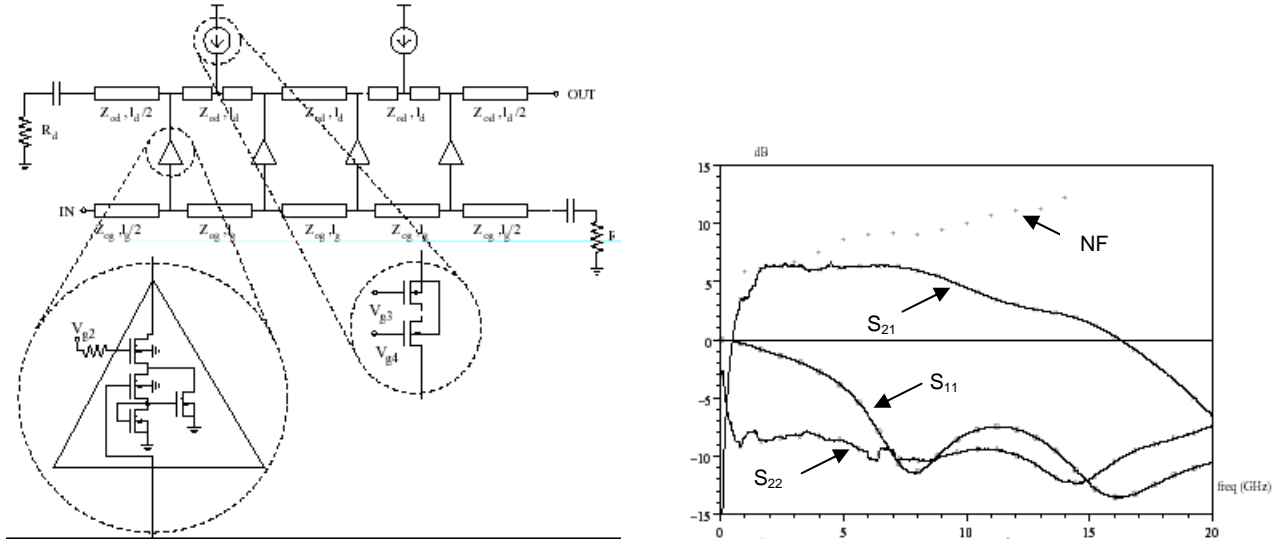 OUT
R_d
Z_od , l_d /2
Z_od , l_d
Z_od , l_d
Z_od , l_d
Z_od , l_d /2
IN
Z_og , l_g /2
Z_og , l_g
Z_og , l_g
Z_og , l_g
Z_og , l_g /2
V_g2
V_g3
V_g4
dB
15
10
5
0
−5
−10
−15
NF
S_21
S_11
S_22
freq (GHz)
0
5
10
15
20